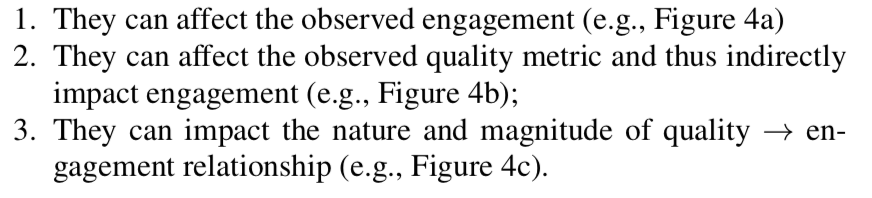 1. They can affect the observed engagement (e.g., Figure 4a)
2. They can affect the observed quality metric and thus indirectly
impact engagement (e.g., Figure 4b);
3. They can impact the nature and magnitude of quality → en-
gagement relationship (e.g., Figure 4c).